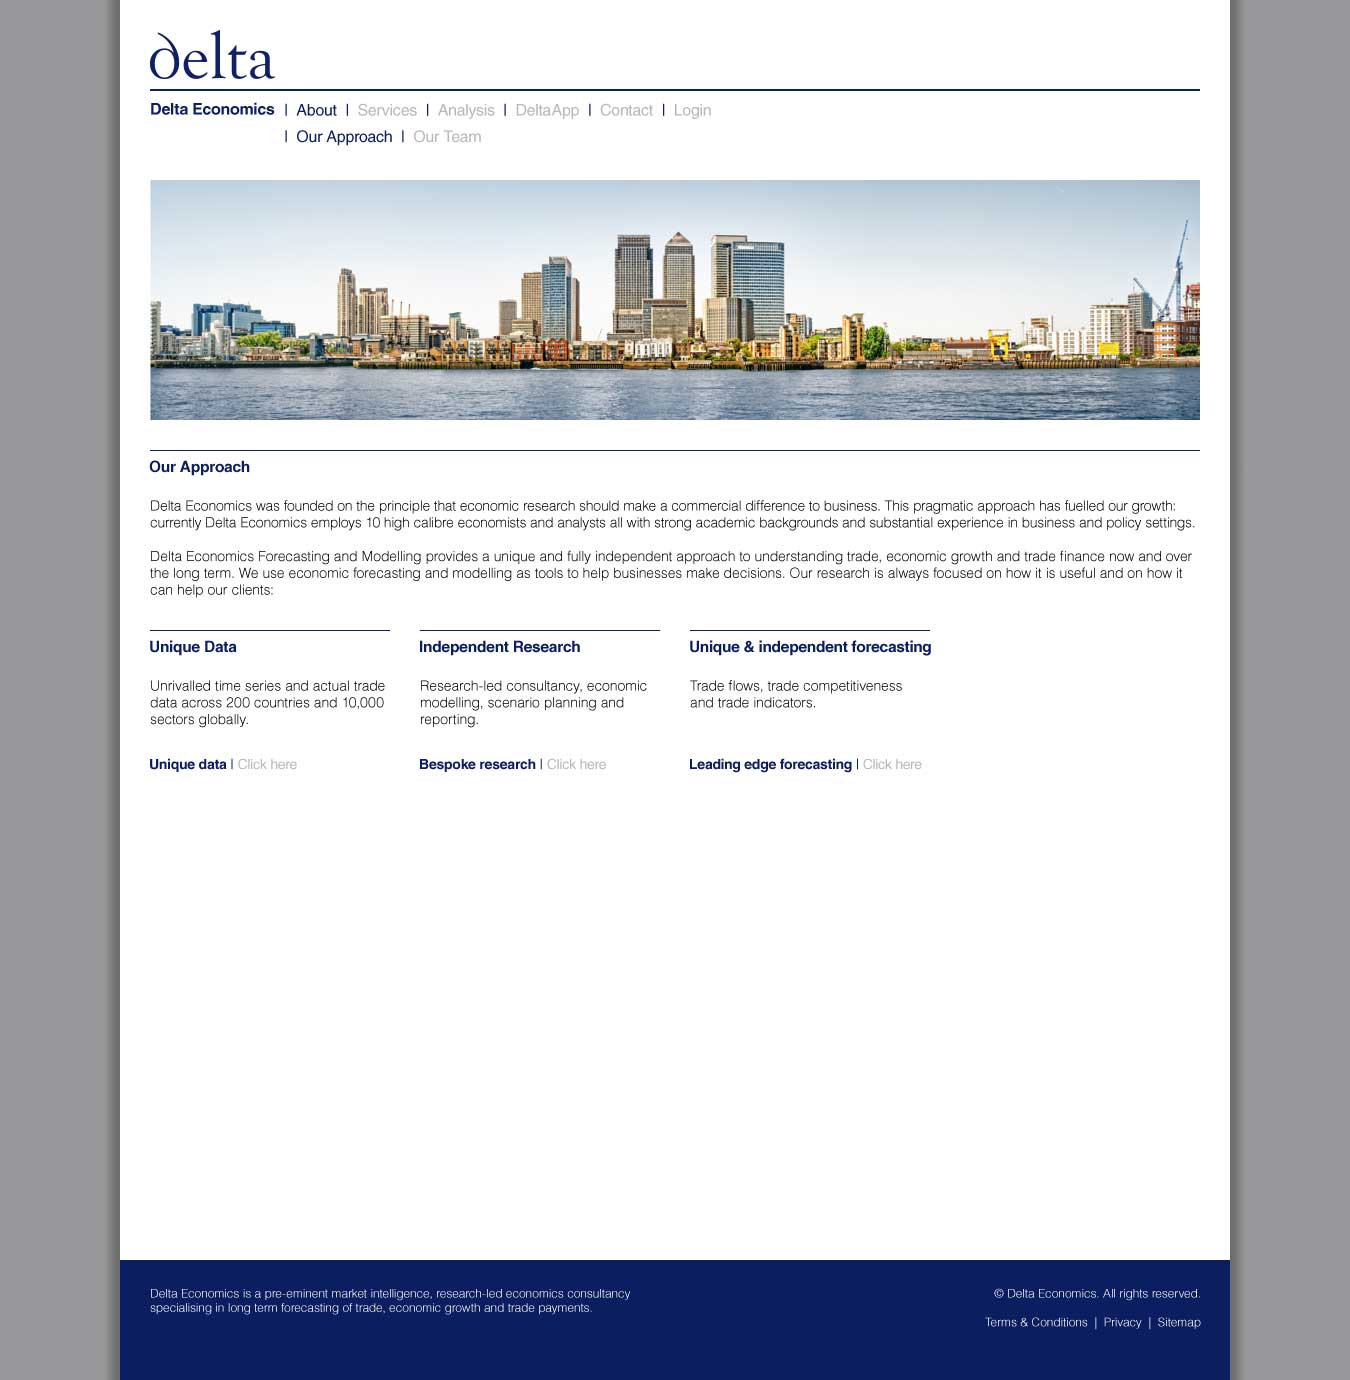 delta
Delta Economics | About | Services | Analysis | DeltaApp | Contact | Login
| Our Approach | Our Team
Our Approach
Delta Economics was founded on the principle that economic research should make a commercial difference to business. This pragmatic approach has fuelled our growth:
currently Delta Economics employs 10 high calibre economists and analysts all with strong academic backgrounds and substantial experience in business and policy settings.
Delta Economics Forecasting and Modelling provides a unique and fully independent approach to understanding trade, economic growth and trade finance now and over
the long term. We use economic forecasting and modelling as tools to help businesses make decisions. Our research is always focused on how it is useful and on how it
can help our clients:
Unique Data
Unrivalled time series and actual trade
data across 200 countries and 10,000
sectors globally.
Unique data | Click here
Independent Research
Research-led consultancy, economic
modelling, scenario planning and
reporting.
Bespoke research | Click here
Unique & independent forecasting
Trade flows, trade competitiveness
and trade indicators.
Leading edge forecasting | Click here
Delta Economics is a pre-eminent market intelligence, research-led economics consultancy
specialising in long term forecasting of trade, economic growth and trade payments.
© Delta Economics. All rights reserved.
Terms & Conditions | Privacy | Sitemap